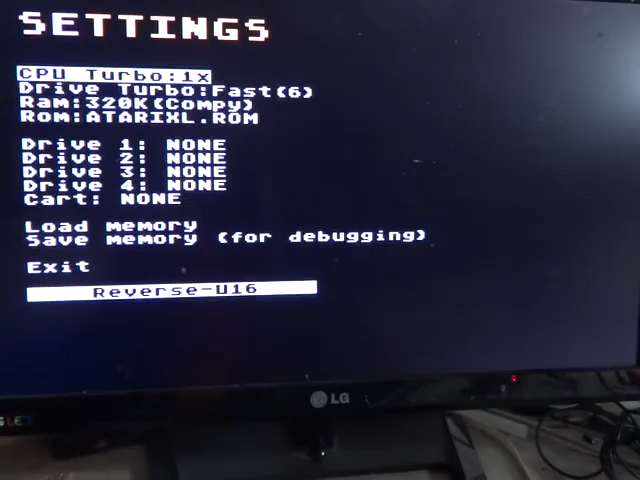 SETTINGS
CPU Turbo:1x
Drive Turbo:Fast(6)
Ram:320K(Compy)
Rom:ATARIXL.ROM
Drive 1: NONE
Drive 2: NONE
Drive 3: NONE
Drive 4: NONE
Cart: NONE
Load memory
Save memory (for debugging)
Exit
Reverse-U16
LG
LED